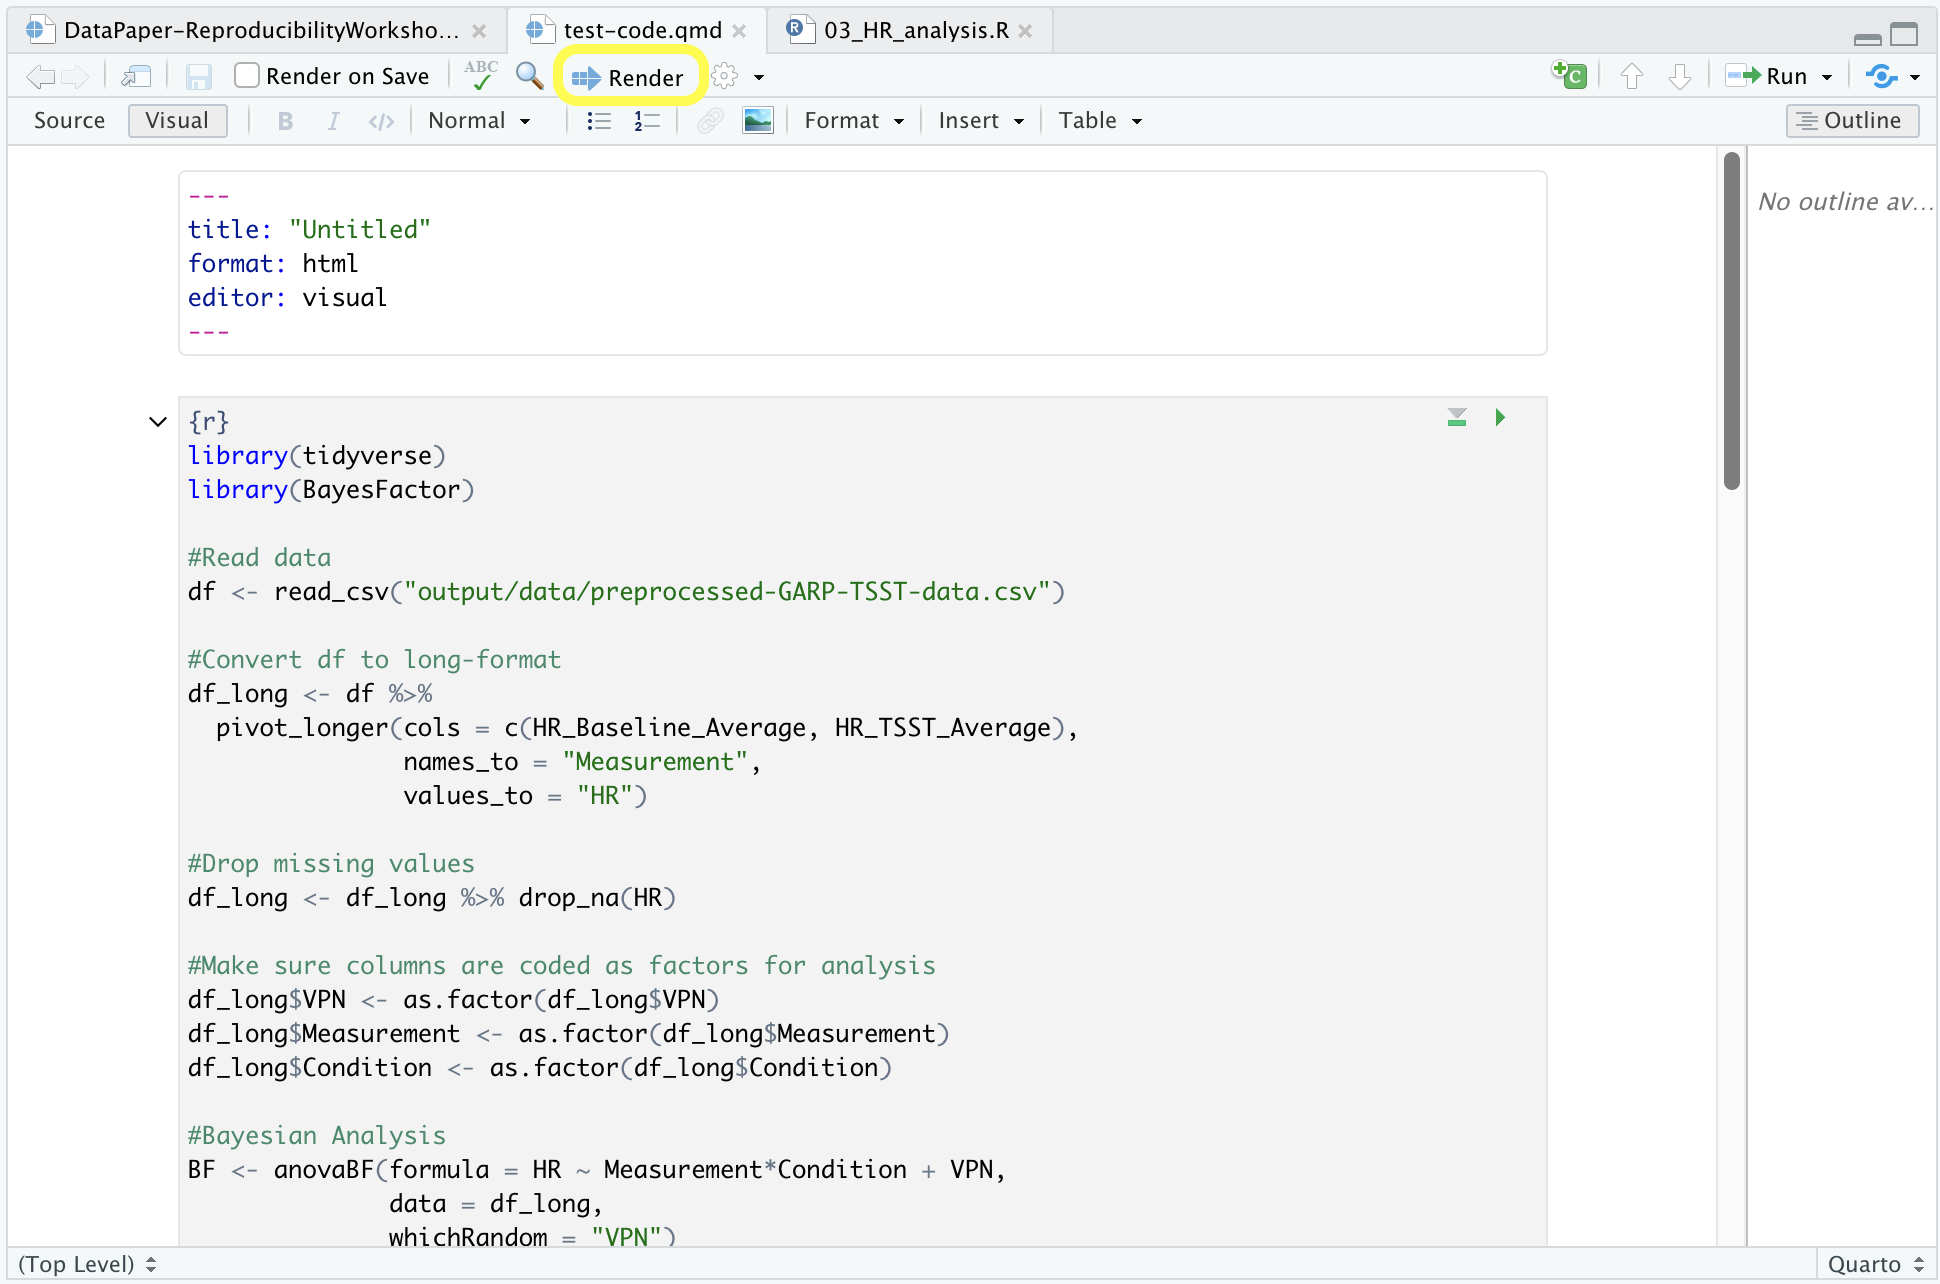 DataPaper-ReproducibilityWorksho... test-code.qmd 03_HR_analysis.R
Render on Save ABC Render C Run
Source Visual B I </> Normal 1 2 Format Insert Table Outline
---
title: "Untitled"
format: html
editor: visual
---
No outline av...
{r}
library(tidyverse)
library(BayesFactor)
#Read data
df <- read_csv("output/data/preprocessed-GARP-TSST-data.csv")
#Convert df to long-format
df_long <- df %>%
pivot_longer(cols = c(HR_Baseline_Average, HR_TSST_Average),
names_to = "Measurement",
values_to = "HR")
#Drop missing values
df_long <- df_long %>% drop_na(HR)
#Make sure columns are coded as factors for analysis
df_long$VPN <- as.factor(df_long$VPN)
df_long$Measurement <- as.factor(df_long$Measurement)
df_long$Condition <- as.factor(df_long$Condition)
#Bayesian Analysis
BF <- anovaBF(formula = HR ~ Measurement*Condition + VPN,
data = df_long,
whichRandom = "VPN")
(Top Level) Quarto